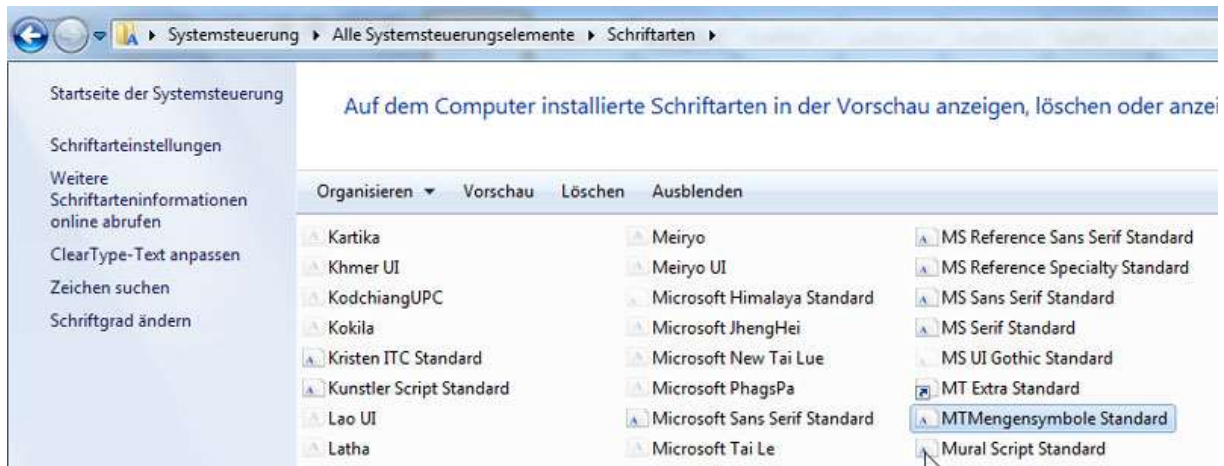 Systemsteuerung Alle Systemsteuerungselemente Schriftarten
Startseite der Systemsteuerung
Schriftarteinstellungen
Weitere
Schriftarteninformationen
online abrufen
ClearType-Text anpassen
Zeichen suchen
Schriftgrad ändern
Auf dem Computer installierte Schriftarten in der Vorschau anzeigen, löschen oder anzei
Organisieren Vorschau Löschen Ausblenden
Kartika
Khmer UI
KodchiangUPC
Kokila
Kristen ITC Standard
Kunstler Script Standard
Lao UI
Latha
Meiryo
Meiryo UI
Microsoft Himalaya Standard
Microsoft JhengHei
Microsoft New Tai Lue
Microsoft PhagsPa
Microsoft Sans Serif Standard
Microsoft Tai Le
MS Reference Sans Serif Standard
MS Reference Specialty Standard
MS Sans Serif Standard
MS Serif Standard
MS UI Gothic Standard
MT Extra Standard
MTMengensymbole Standard
Mural Script Standard